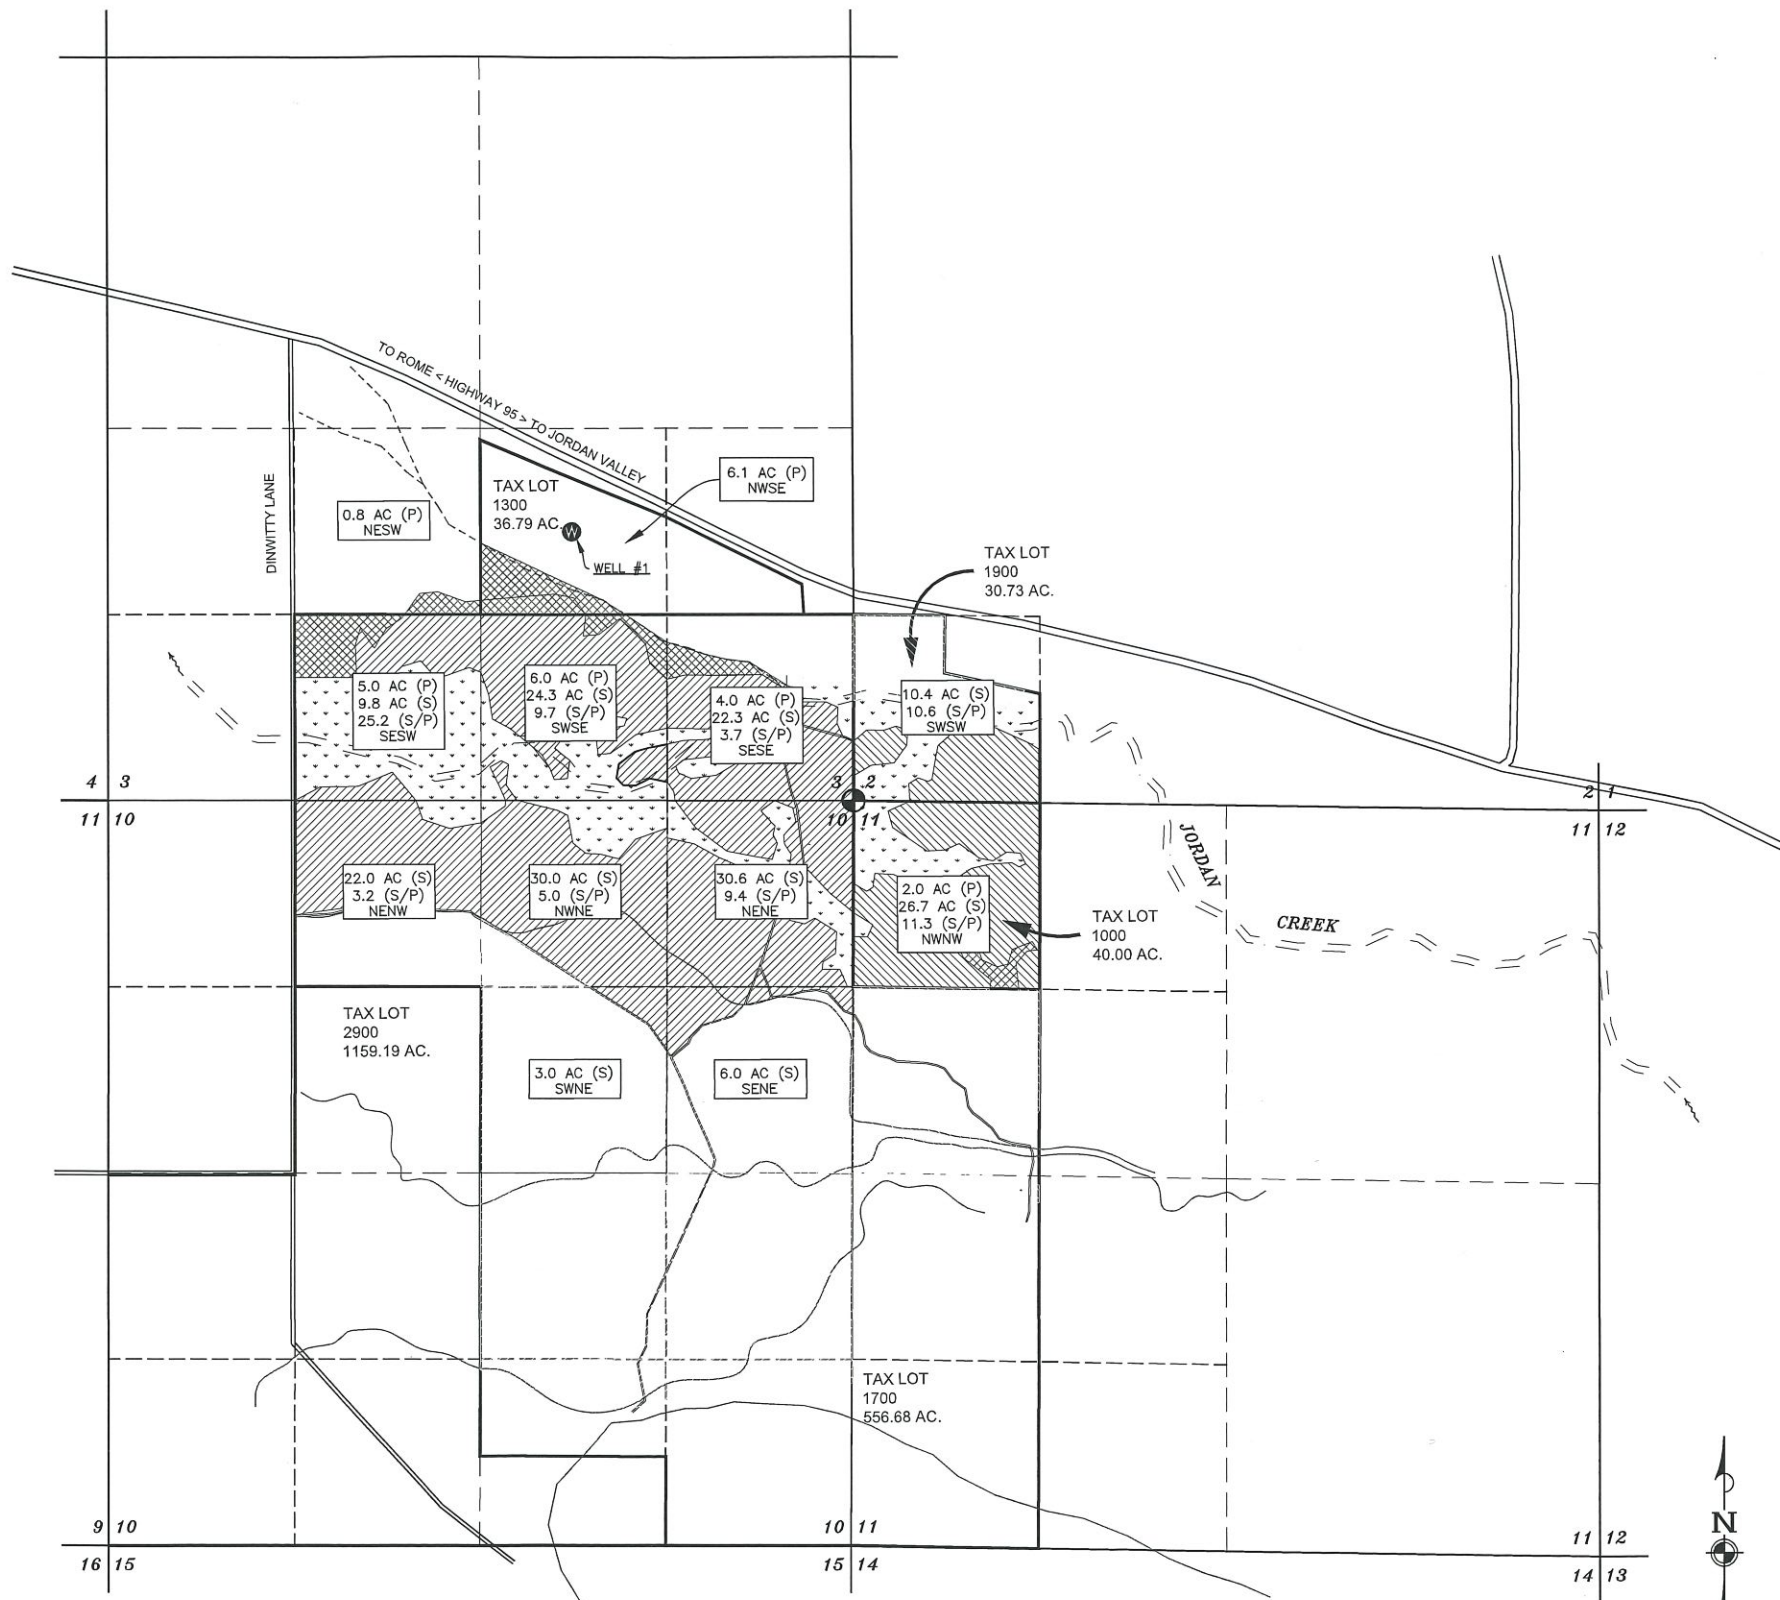 TO ROME < HIGHWAY 95 > TO JORDAN VALLEY
DINWITTY LANE
6.1 AC (P)
NWSE
TAX LOT
1300
36.79 AC.
W
WELL #1
0.8 AC (P)
NESW
TAX LOT
1900
30.73 AC.
5.0 AC (P)
9.8 AC (S)
25.2 (S/P)
SESW
6.0 AC (P)
24.3 AC (S)
9.7 (S/P)
SWSE
4.0 AC (P)
22.3 AC (S)
3.7 (S/P)
SESE
10.4 AC (S)
10.6 (S/P)
SWSW
4 3
11 10
3 2
10 11
2 1
11 12
JORDAN
CREEK
22.0 AC (S)
3.2 (S/P)
NENW
30.0 AC (S)
5.0 (S/P)
NWNE
30.6 AC (S)
9.4 (S/P)
NENE
2.0 AC (P)
26.7 AC (S)
11.3 (S/P)
NWNW
TAX LOT
1000
40.00 AC.
TAX LOT
2900
1159.19 AC.
3.0 AC (S)
SWNE
6.0 AC (S)
SENE
TAX LOT
1700
556.68 AC.
9 10
16 15
10 11
15 14
11 12
14 13
N